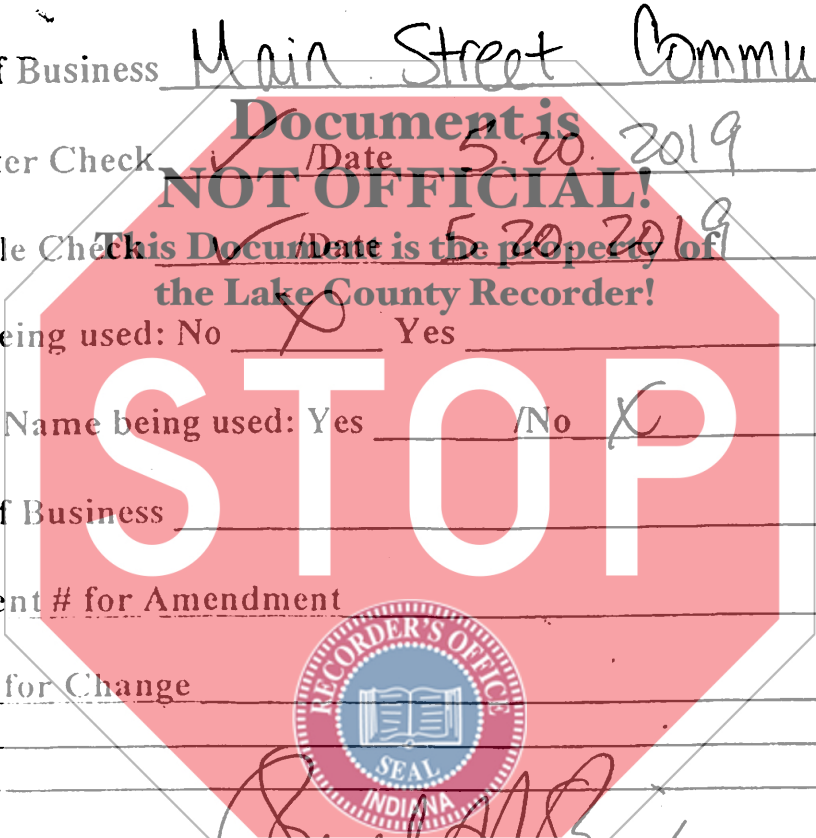 f Business Main Street Commu
Document is
er Check ✓ /Date 5.20.2019
NOT OFFICIAL!
le Check ✓ /Date 5.20.2019
This Document is the property of
the Lake County Recorder!
eing used: No X Yes
STOP
Name being used: Yes /No X
f Business
ent # for Amendment
for Change
RECORDER'S OFFICE
SEAL
INDIANA